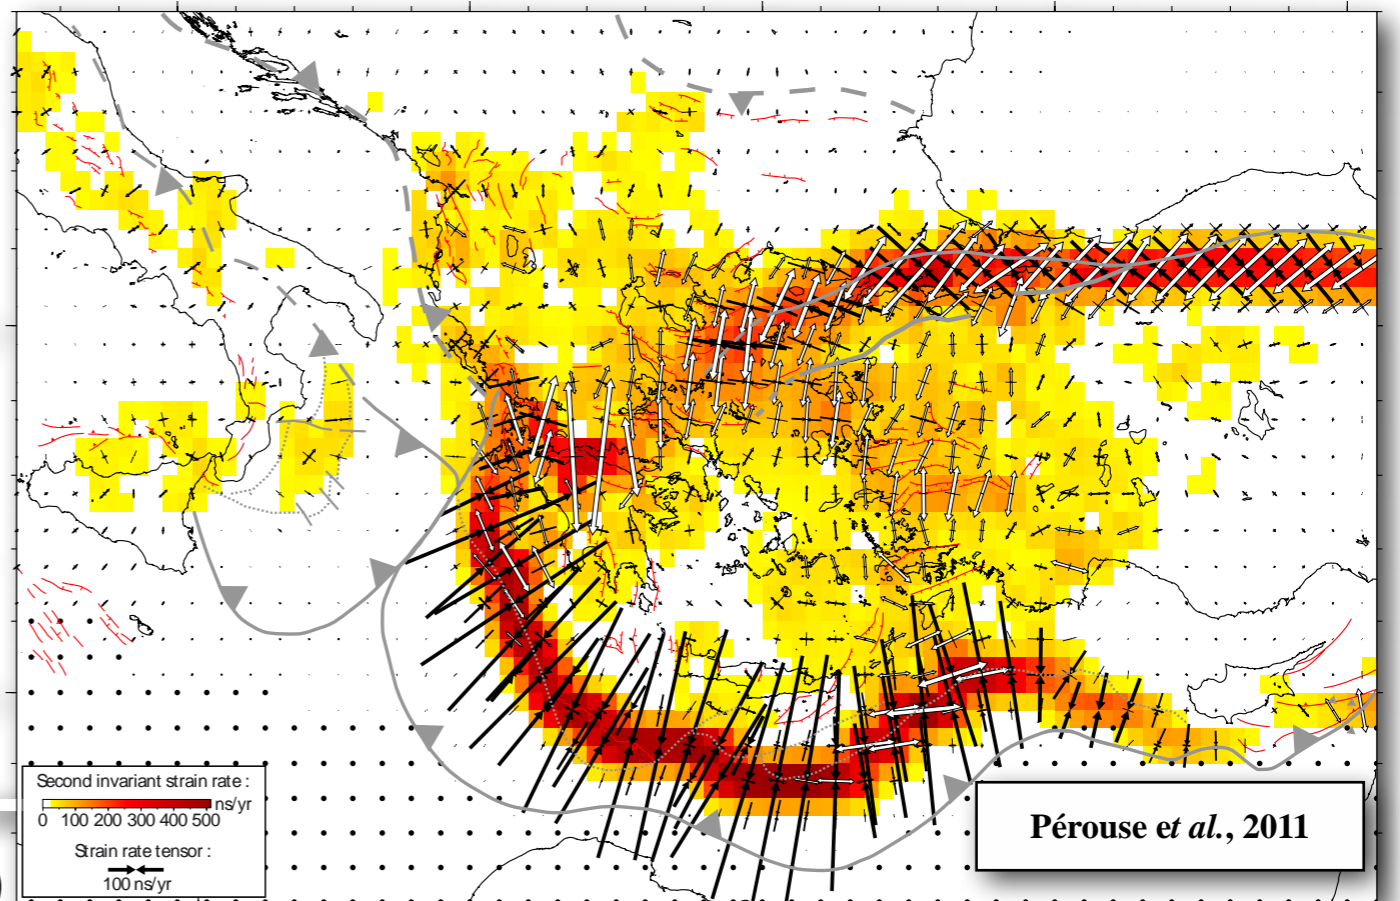 Second invariant strain rate :
ns/yr
0 100 200 300 400 500
Strain rate tensor :
100 ns/yr
Pérouse et al., 2011